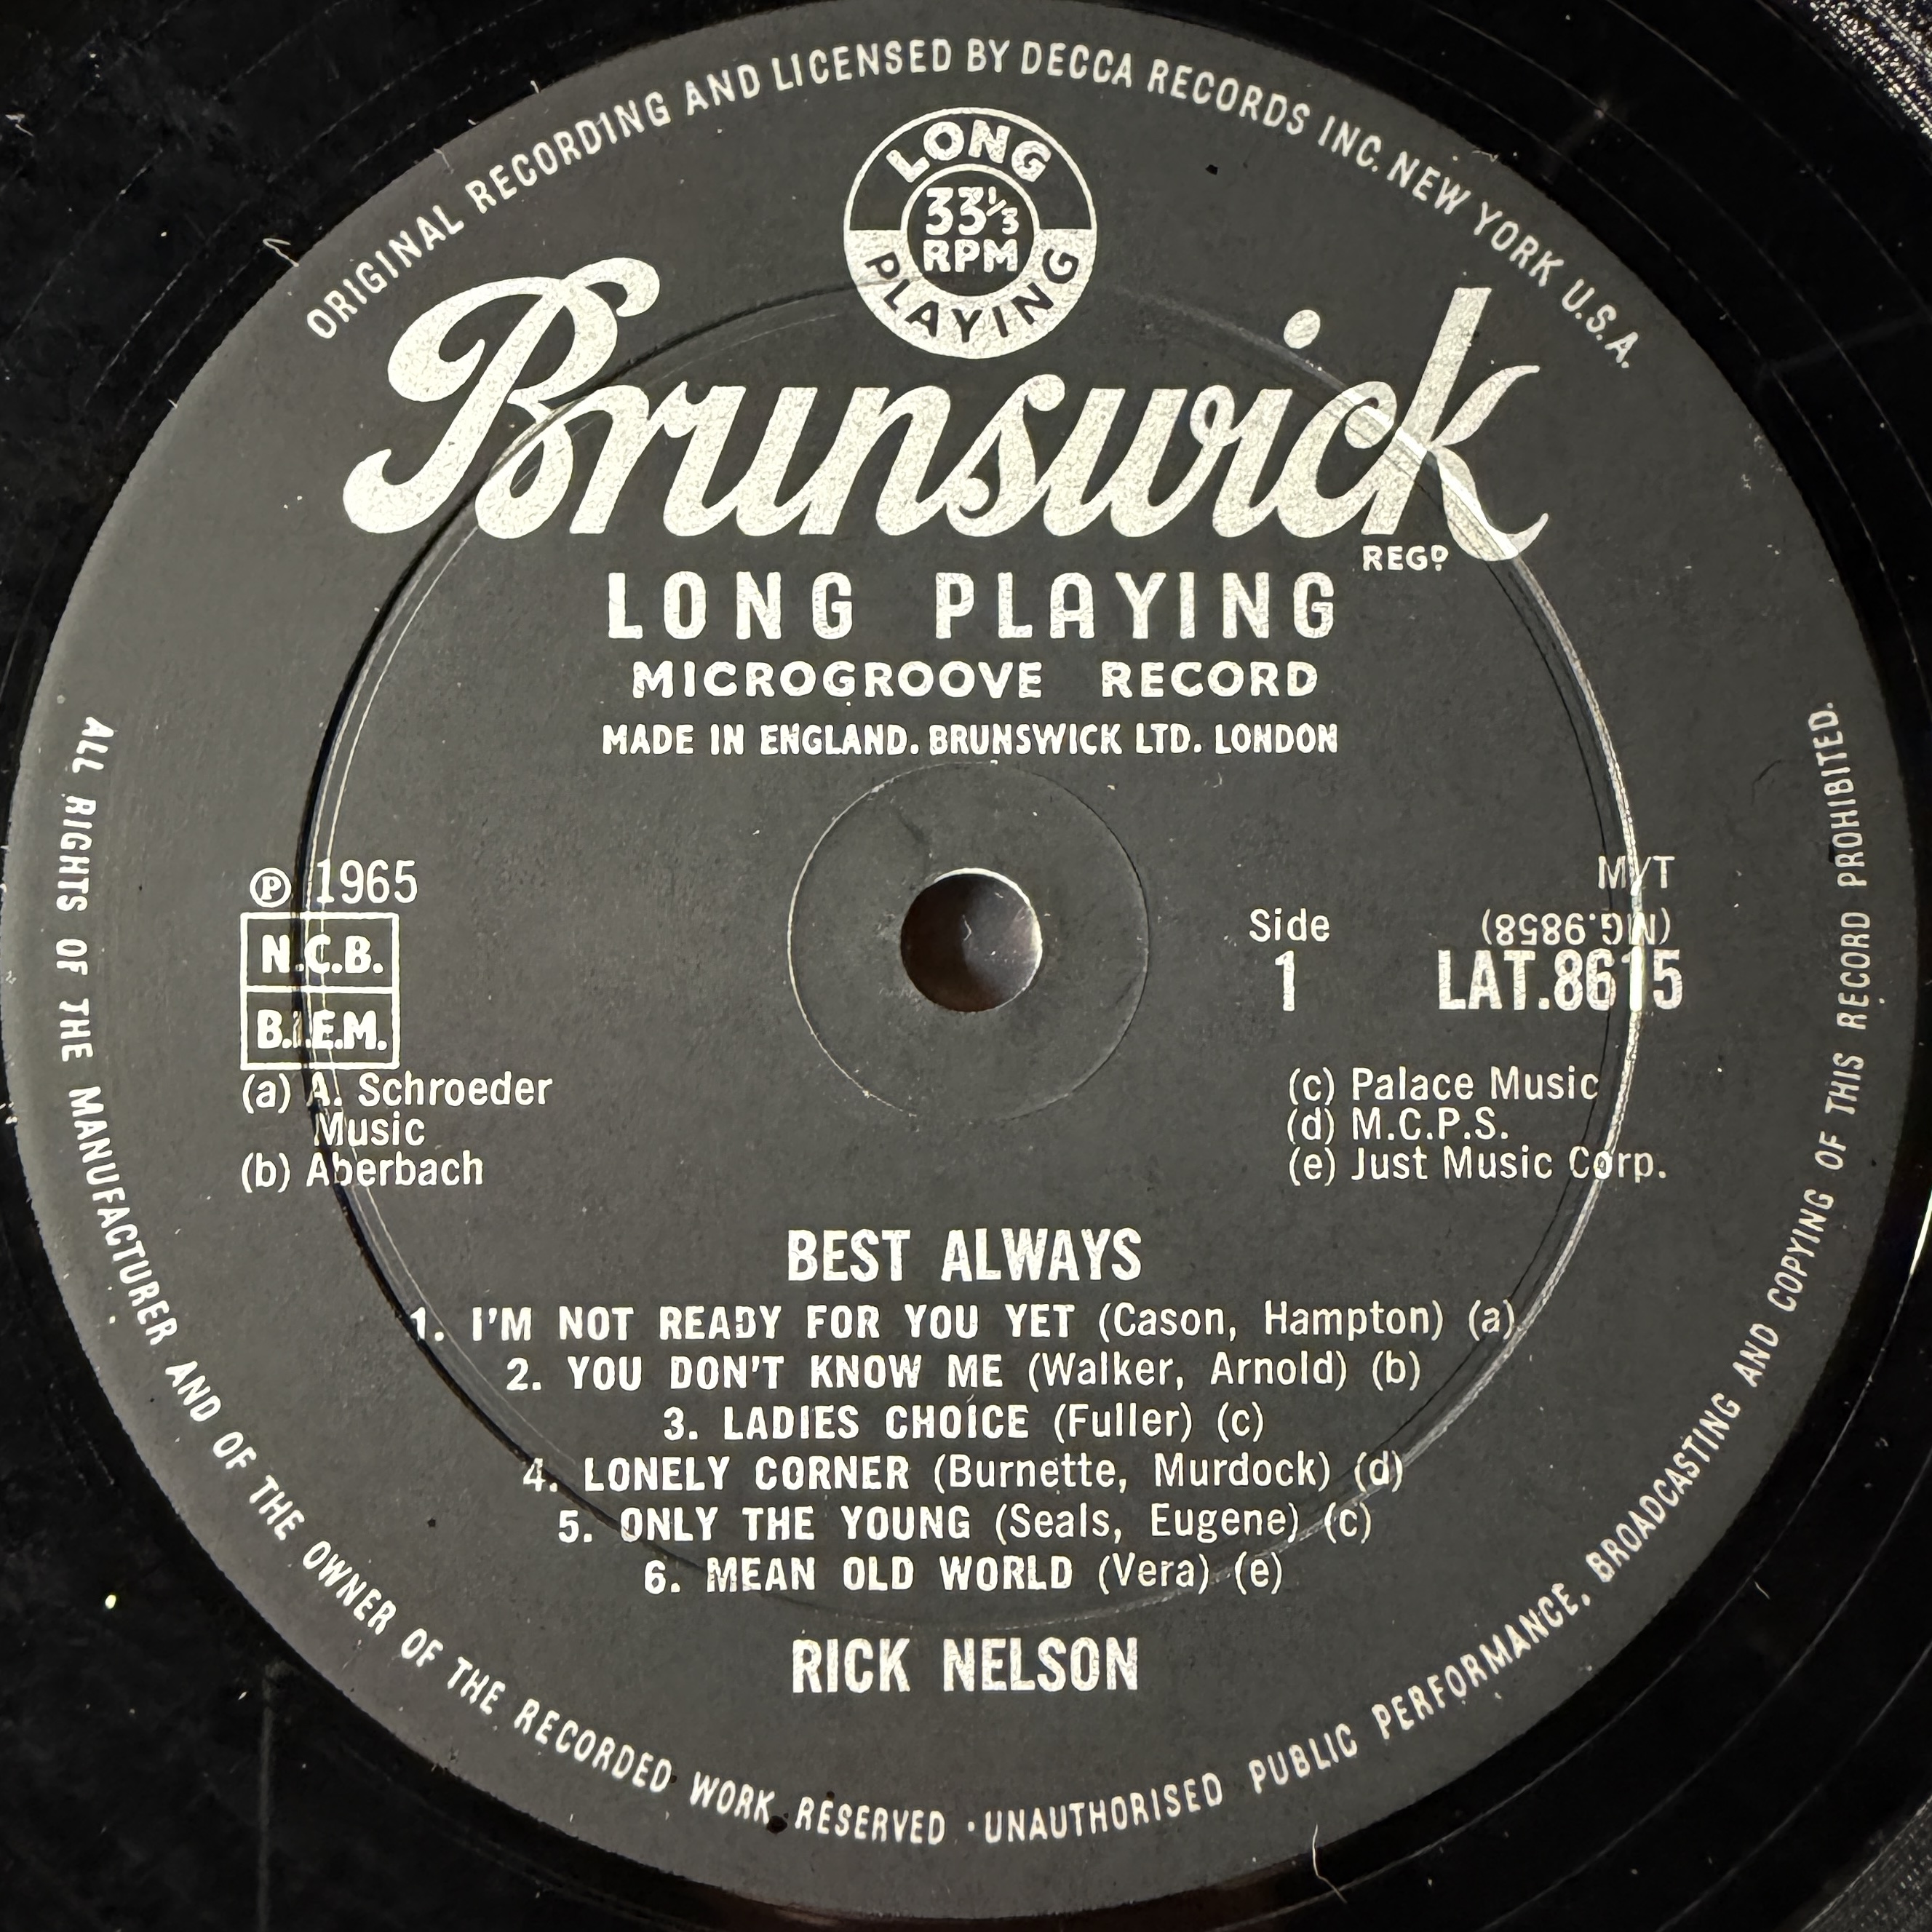 ORIGINAL RECORDING AND LICENSED BY DECCA RECORDS INC. NEW YORK U.S.A.
LONG
33⅓
RPM
PLAYING
Brunswick
REGD
LONG PLAYING
MICROGROOVE RECORD
MADE IN ENGLAND. BRUNSWICK LTD. LONDON
℗ 1965
N.C.B.
B.I.E.M.
(a) A. Schroeder
Music
(b) Aberbach
Side
1
M/T
(MG.9858)
LAT.8615
(c) Palace Music
(d) M.C.P.S.
(e) Just Music Corp.
BEST ALWAYS
1. I'M NOT READY FOR YOU YET (Cason, Hampton) (a)
2. YOU DON'T KNOW ME (Walker, Arnold) (b)
3. LADIES CHOICE (Fuller) (c)
4. LONELY CORNER (Burnette, Murdock) (d)
5. ONLY THE YOUNG (Seals, Eugene) (c)
6. MEAN OLD WORLD (Vera) (e)
RICK NELSON
ALL RIGHTS OF THE MANUFACTURER AND OF THE OWNER OF THE RECORDED WORK RESERVED · UNAUTHORISED PUBLIC PERFORMANCE, BROADCASTING AND COPYING OF THIS RECORD PROHIBITED.